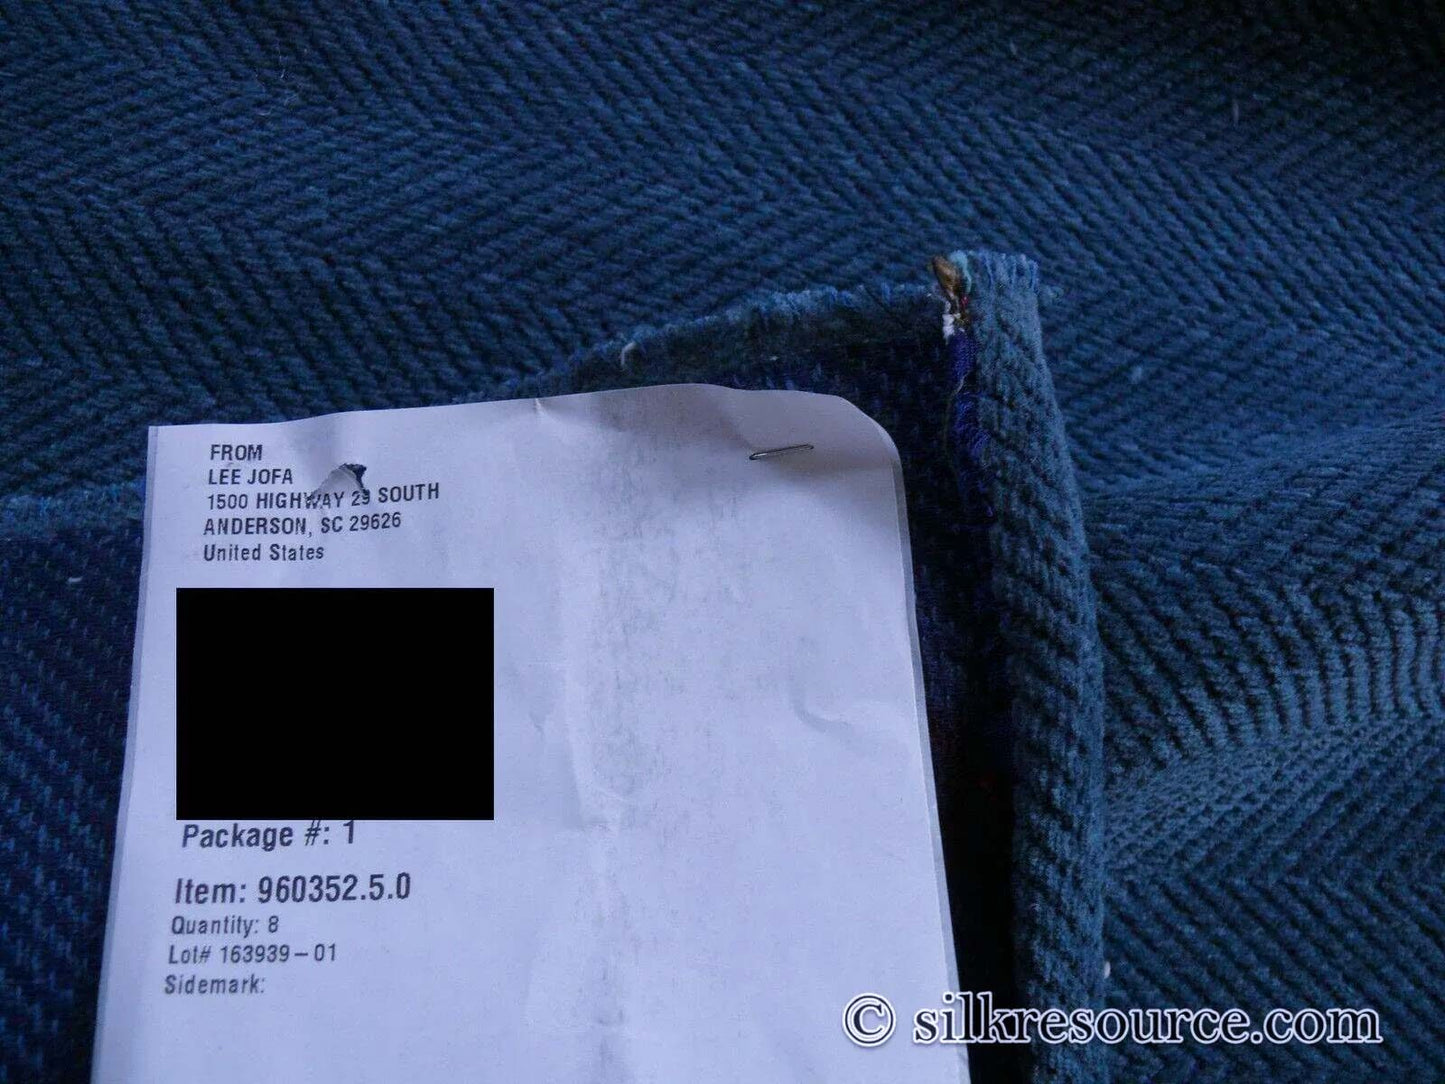 FROM
LEE JOFA
1500 HIGHWAY 29 SOUTH
ANDERSON, SC 29626
United States
Package #: 1
Item: 960352.5.0
Quantity: 8
Lot# 163939-01
Sidemark:
© silkresource.com